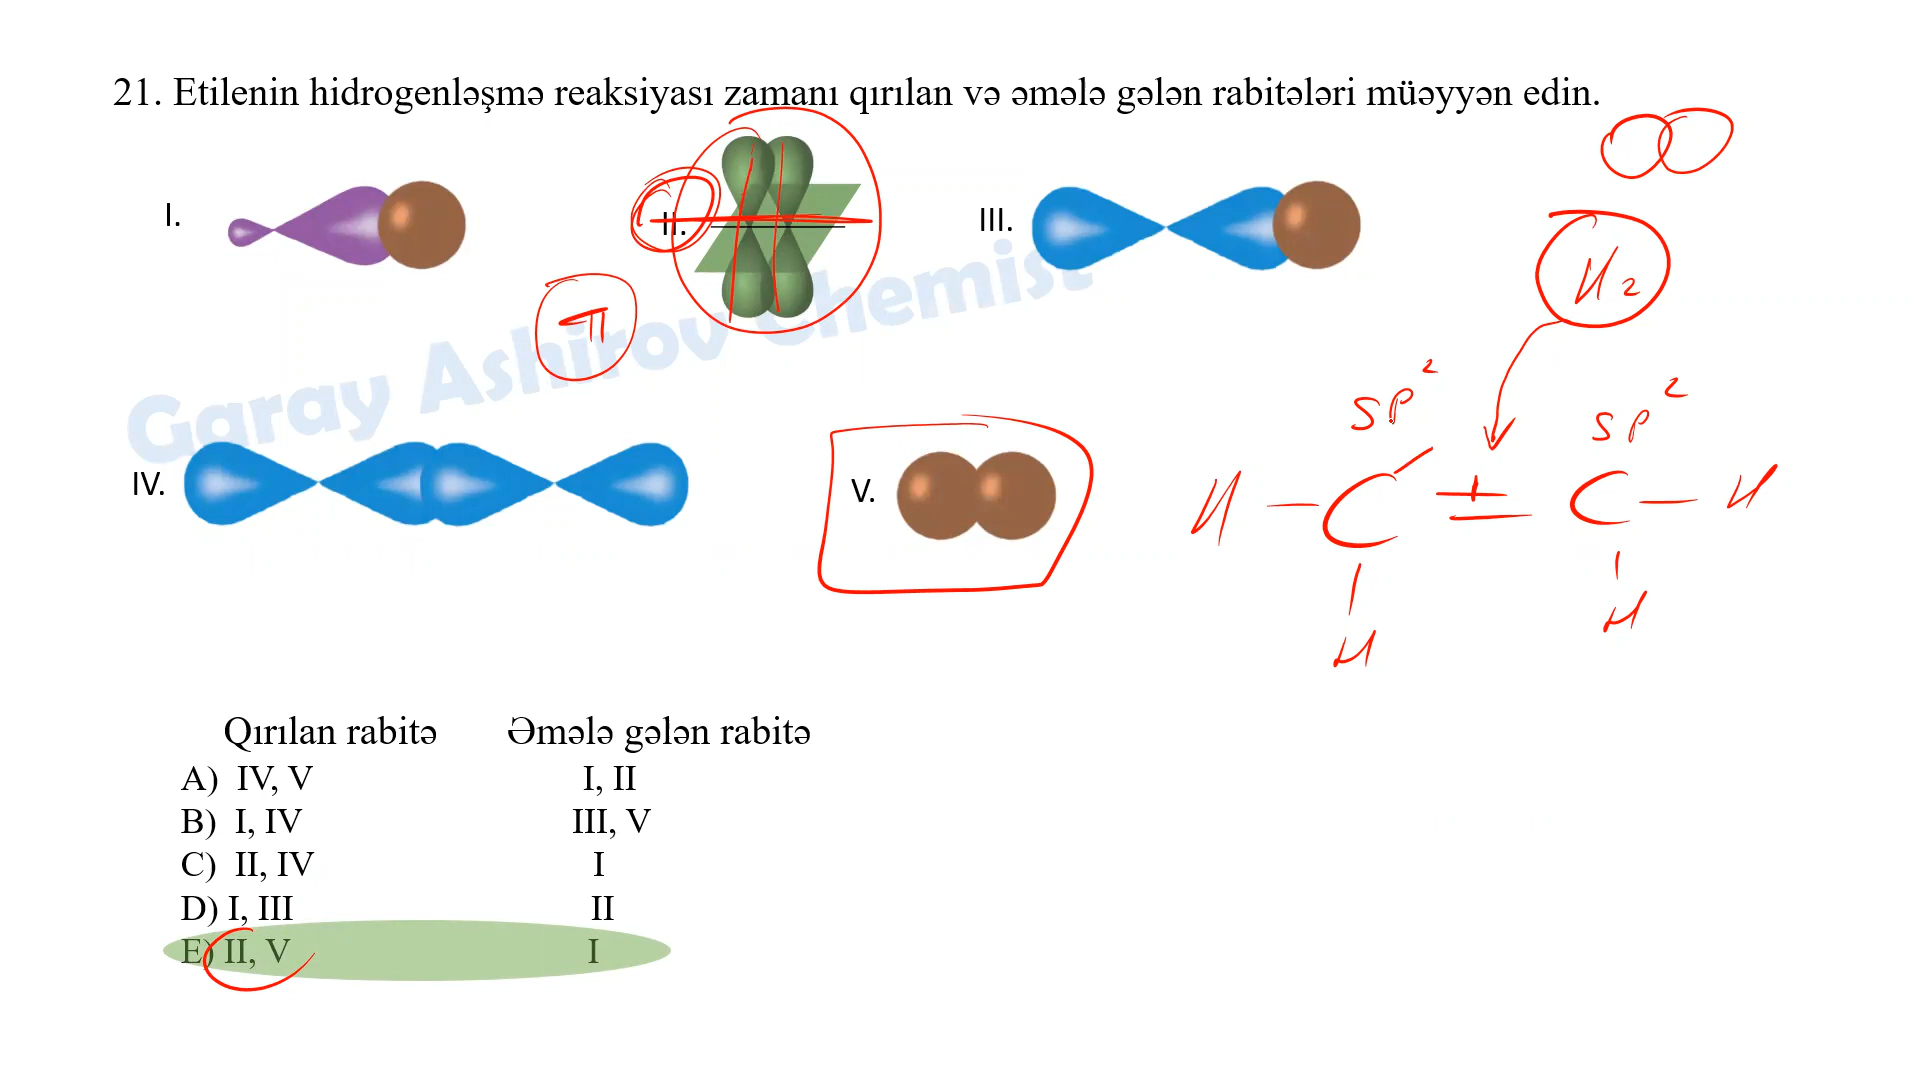 21. Etilenin hidrogenləşmə reaksiyası zamanı qırılan və əmələ gələn rabitələri müəyyən edin.
I.
II.
III.
π
H2
Garay Ashirov Chemist
sp²
sp²
IV.
V.
H – C = C – H
H
H
Qırılan rabitə Əmələ gələn rabitə
A) IV, V I, II
B) I, IV III, V
C) II, IV I
D) I, III II
E) II, V I